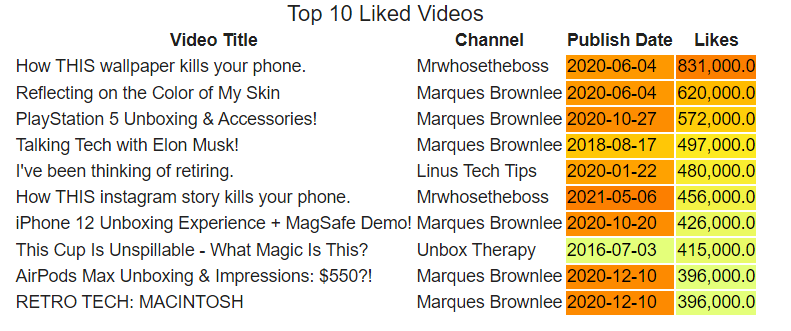 Top 10 Liked Videos
Video Title Channel Publish Date Likes
How THIS wallpaper kills your phone. Mrwhosetheboss 2020-06-04 831,000.0
Reflecting on the Color of My Skin Marques Brownlee 2020-06-04 620,000.0
PlayStation 5 Unboxing & Accessories! Marques Brownlee 2020-10-27 572,000.0
Talking Tech with Elon Musk! Marques Brownlee 2018-08-17 497,000.0
I've been thinking of retiring. Linus Tech Tips 2020-01-22 480,000.0
How THIS instagram story kills your phone. Mrwhosetheboss 2021-05-06 456,000.0
iPhone 12 Unboxing Experience + MagSafe Demo! Marques Brownlee 2020-10-20 426,000.0
This Cup Is Unspillable - What Magic Is This? Unbox Therapy 2016-07-03 415,000.0
AirPods Max Unboxing & Impressions: $550?! Marques Brownlee 2020-12-10 396,000.0
RETRO TECH: MACINTOSH Marques Brownlee 2020-12-10 396,000.0